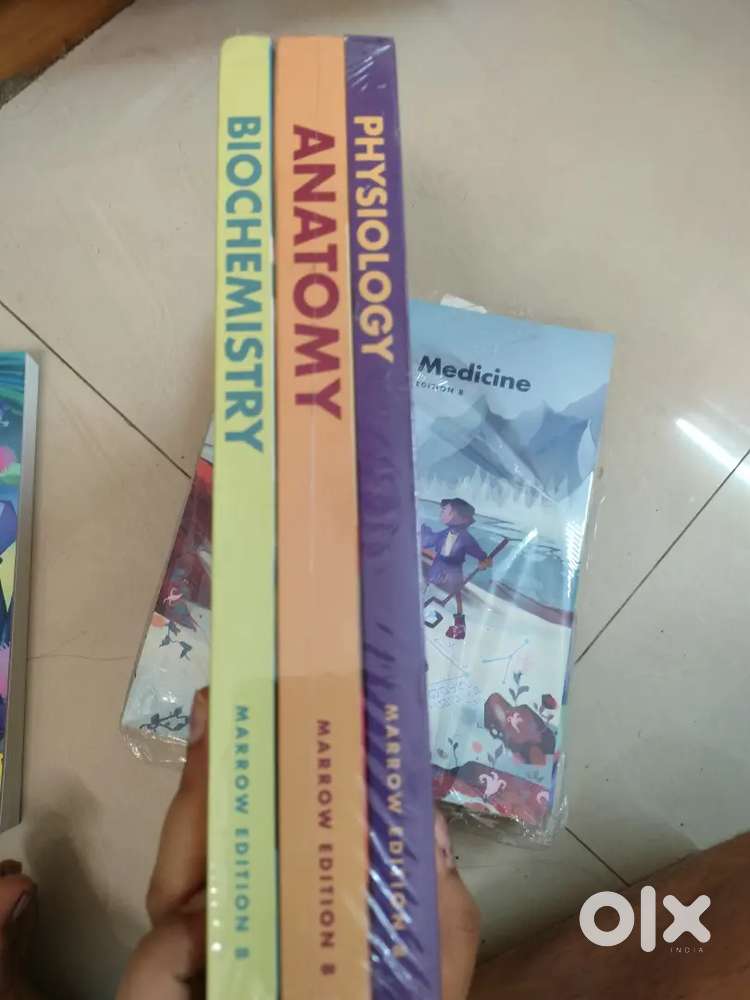 BIOCHEMISTRY
MARROW EDITION 8
ANATOMY
MARROW EDITION 8
PHYSIOLOGY
MARROW EDITION 8
Medicine
EDITION 8
olx
INDIA